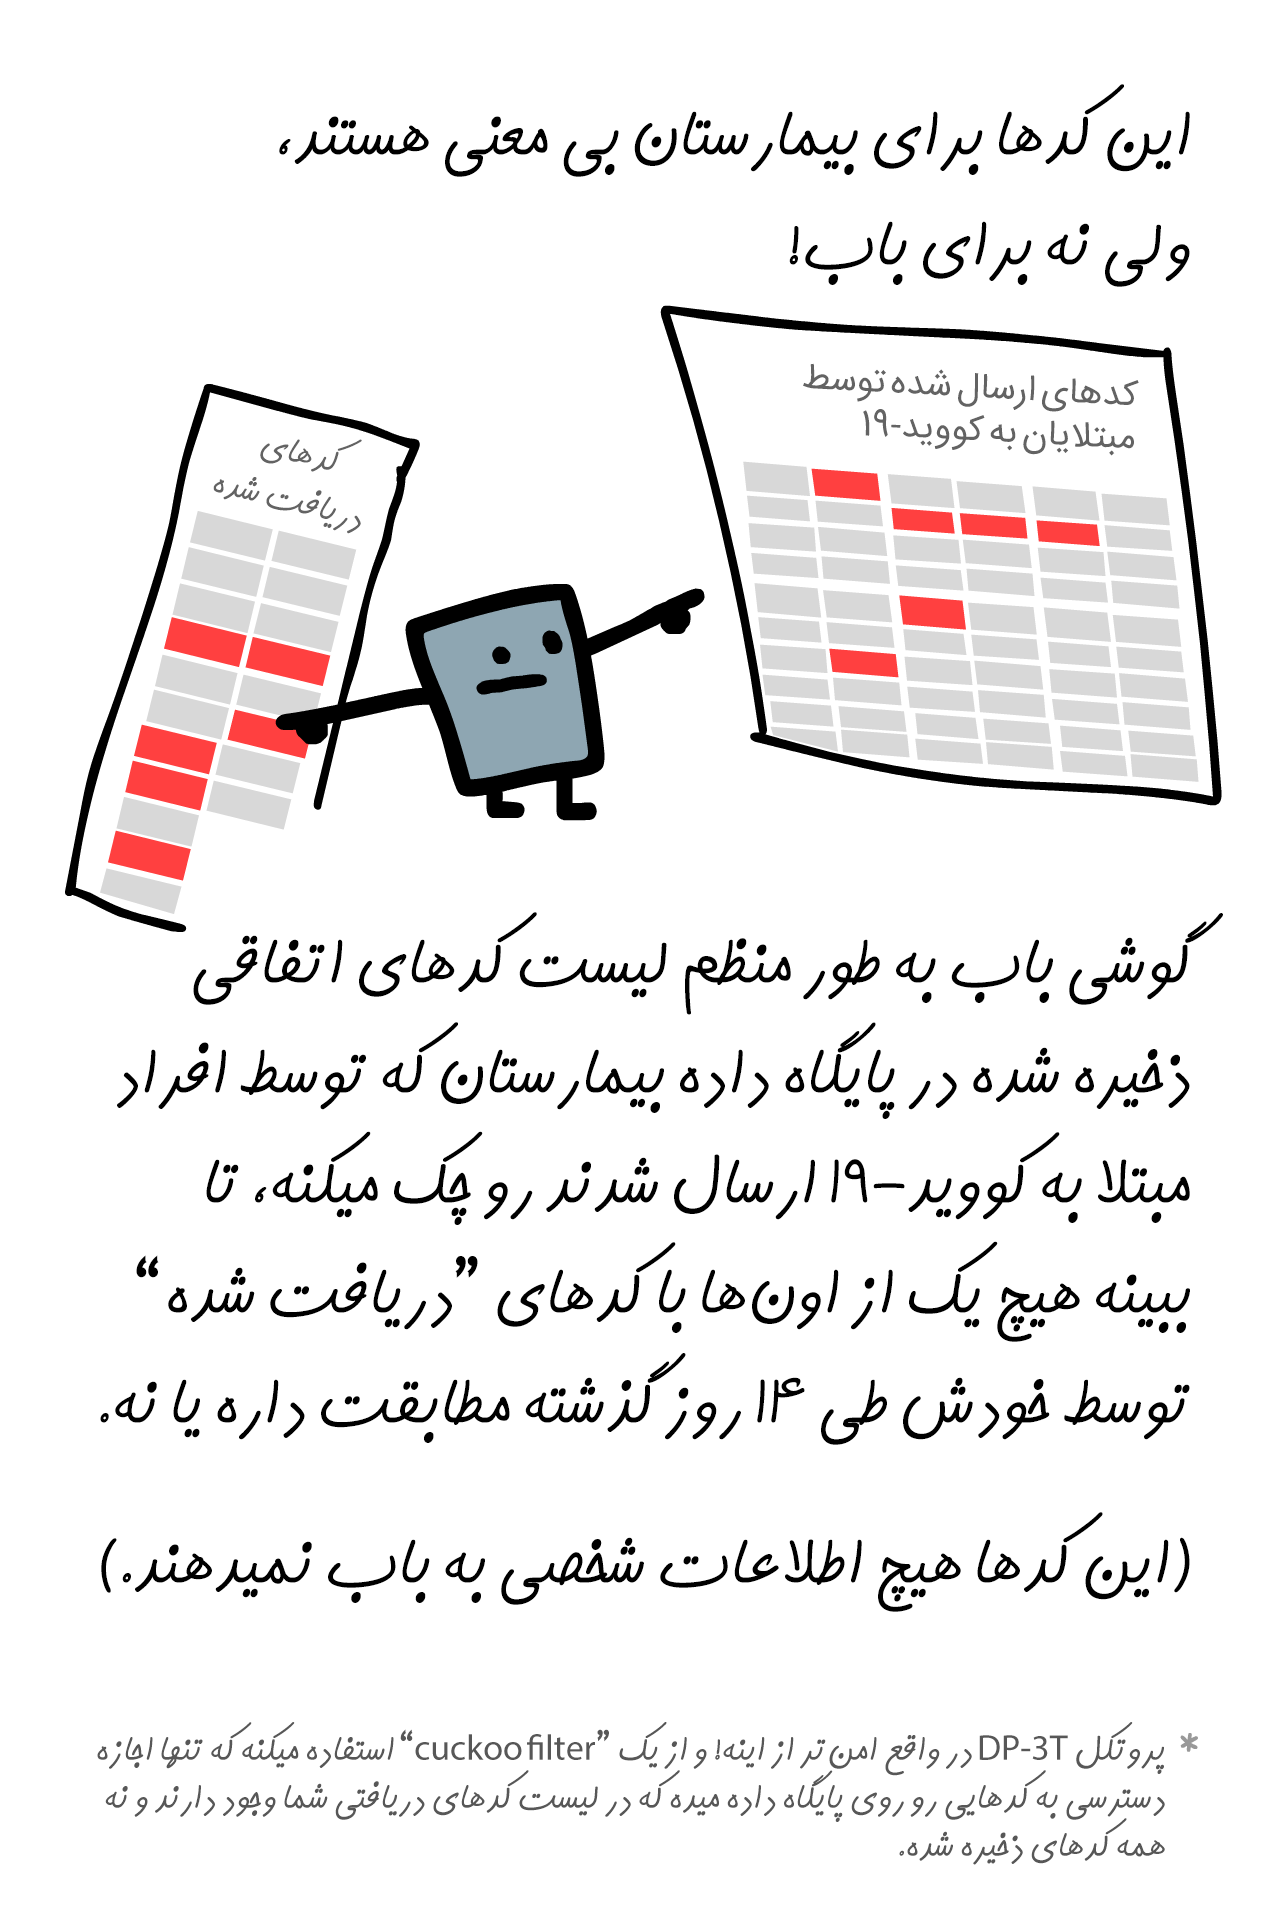 این کدها برای بیمارستان بی معنی هستند،
ولی نه برای باب!
کدهای ارسال شده توسط
مبتلایان به کووید-۱۹
کدهای
دریافت شده
گوشی باب به طور منظم لیست کدهای اتفاقی
ذخیره شده در پایگاه داده بیمارستان که توسط افراد
مبتلا به کووید-۱۹ ارسال شدند رو چک میکنه، تا
ببینه هیچ یک از اون‌ها با کدهای ”دریافت شده“
توسط خودش طی ۱۴ روز گذشته مطابقت داره یا نه.
(این کدها هیچ اطلاعات شخصی به باب نمیدهند.)
* پروتکل DP-3T در واقع امن تر از اینه! و از یک ”cuckoo filter“ استفاده میکنه که تنها اجازه
دسترسی به کدهایی رو روی پایگاه داده میده که در لیست کدهای دریافتی شما وجود دارند و نه
همه کدهای ذخیره شده.